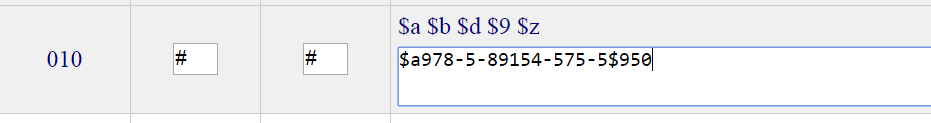 $a $b $d $9 $z
010 # # $a978-5-89154-575-5$950